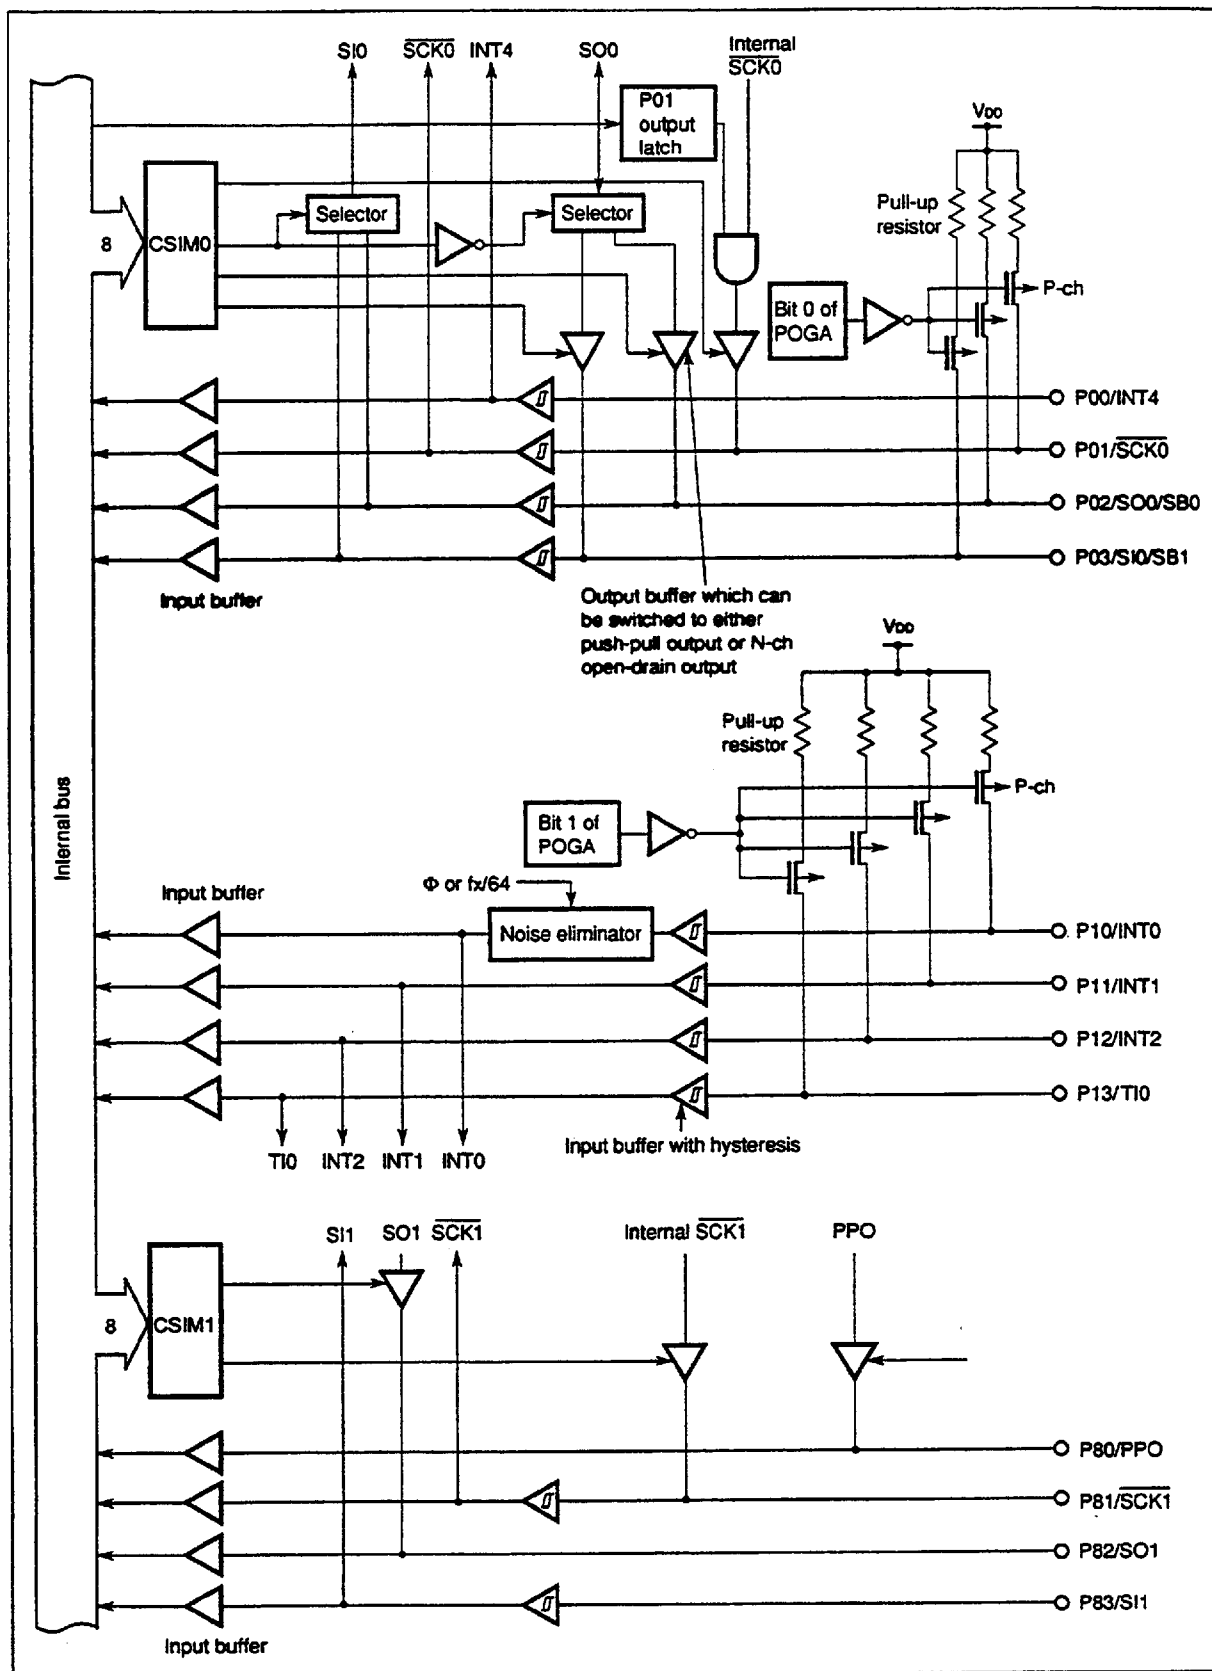 SI0 SCK0 INT4 SO0 Internal
SCK0
P01
output
latch
VDD
Pull-up
resistor
Selector
Selector
8
CSIM0
P-ch
Bit 0 of
POGA
P00/INT4
P01/SCK0
P02/SO0/SB0
P03/SI0/SB1
Input buffer
Output buffer which can
be switched to either
push-pull output or N-ch
open-drain output
VDD
Pull-up
resistor
P-ch
Internal bus
Bit 1 of
POGA
Input buffer
Φ or fx/64
Noise eliminator
P10/INT0
P11/INT1
P12/INT2
P13/TI0
Input buffer with hysteresis
TI0 INT2 INT1 INT0
SI1 SO1 SCK1 Internal SCK1 PPO
8
CSIM1
P80/PPO
P81/SCK1
P82/SO1
P83/SI1
Input buffer